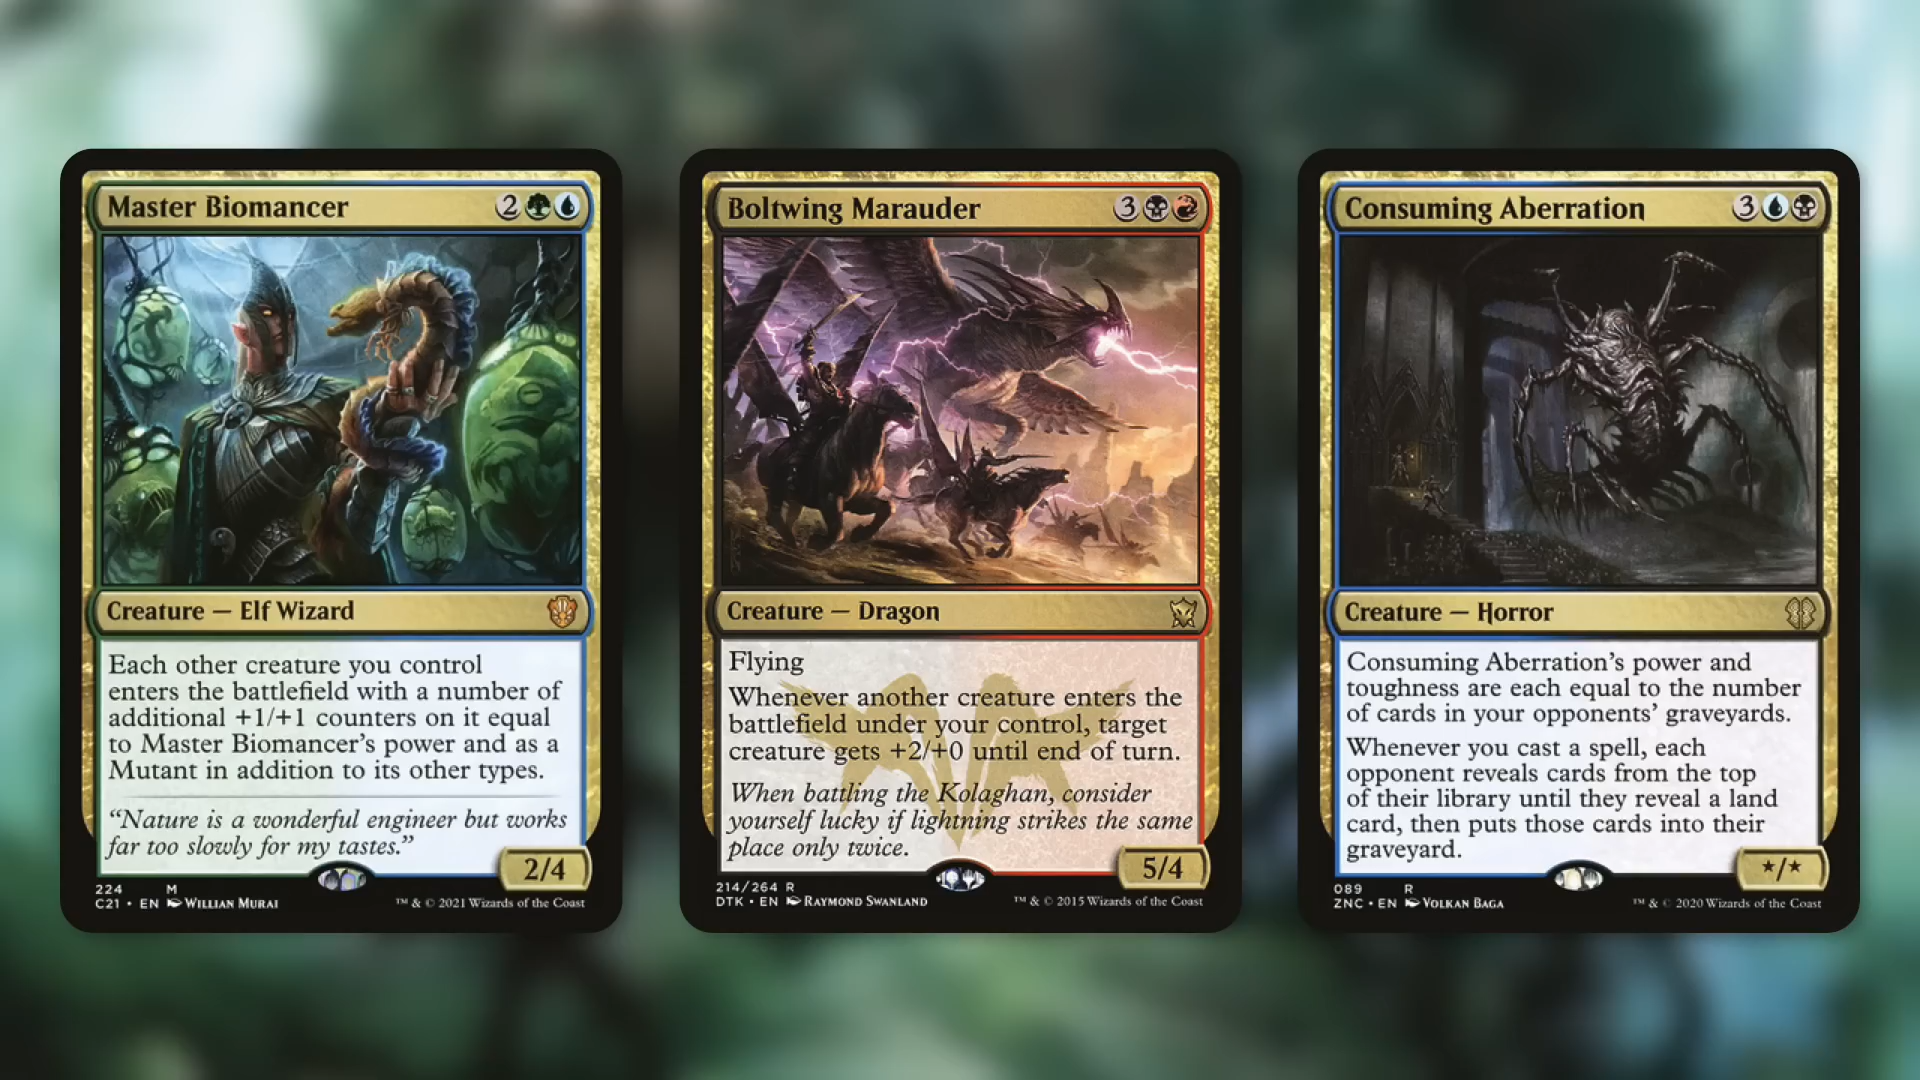 Master Biomancer 2
Creature — Elf Wizard
Each other creature you control
enters the battlefield with a number of
additional +1/+1 counters on it equal
to Master Biomancer's power and as a
Mutant in addition to its other types.
“Nature is a wonderful engineer but works
far too slowly for my tastes.”
2/4
224 M
C21 • EN Willian Murai
™ & © 2021 Wizards of the Coast
Boltwing Marauder 3
Creature — Dragon
Flying
Whenever another creature enters the
battlefield under your control, target
creature gets +2/+0 until end of turn.
When battling the Kolaghan, consider
yourself lucky if lightning strikes the same
place only twice.
5/4
214/264 R
DTK • EN Raymond Swanland
™ & © 2015 Wizards of the Coast
Consuming Aberration 3
Creature — Horror
Consuming Aberration's power and
toughness are each equal to the number
of cards in your opponents' graveyards.
Whenever you cast a spell, each
opponent reveals cards from the top
of their library until they reveal a land
card, then puts those cards into their
graveyard.
★/★
089 R
ZNC • EN Volkan Baga
™ & © 2020 Wizards of the Coast